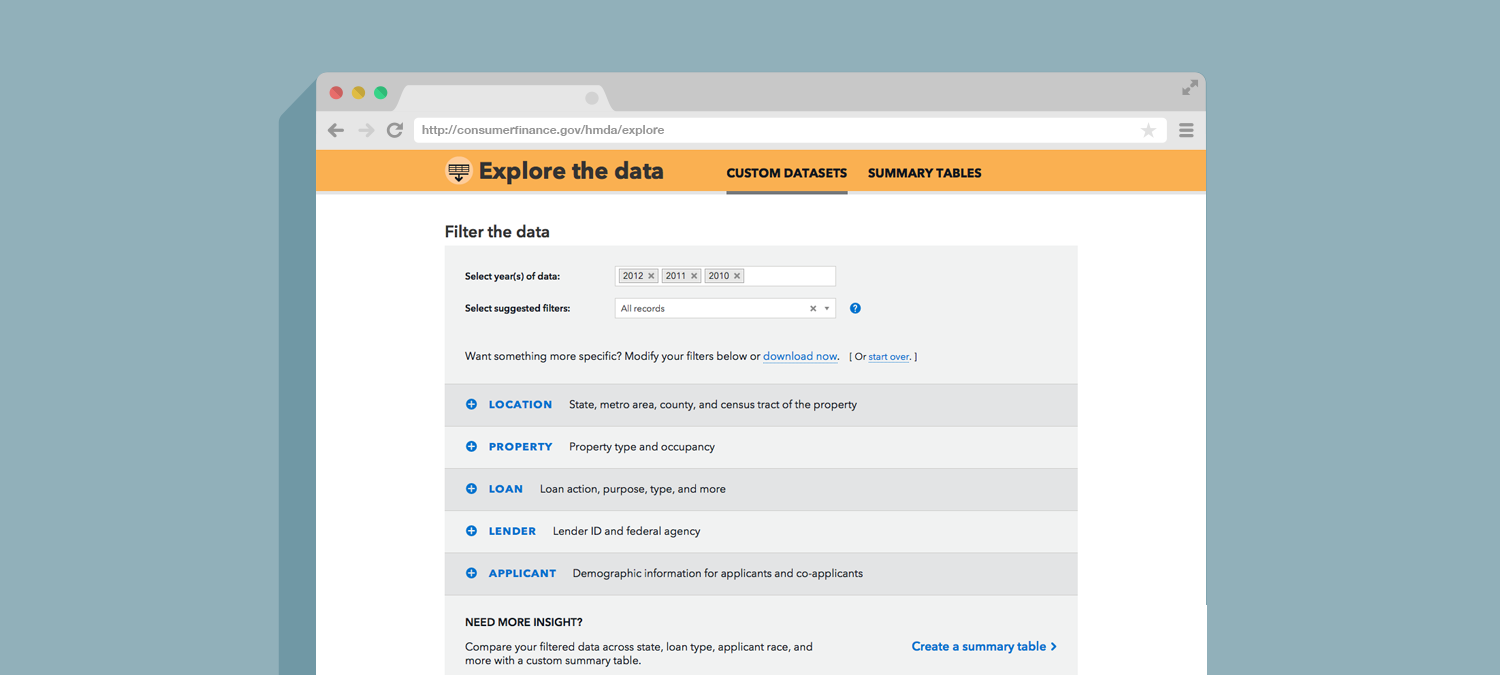 http://consumerfinance.gov/hmda/explore
Explore the data
CUSTOM DATASETS
SUMMARY TABLES
Filter the data
Select year(s) of data:
2012 2011 2010
Select suggested filters:
All records
?
Want something more specific? Modify your filters below or download now. [ Or start over. ]
LOCATION State, metro area, county, and census tract of the property
PROPERTY Property type and occupancy
LOAN Loan action, purpose, type, and more
LENDER Lender ID and federal agency
APPLICANT Demographic information for applicants and co-applicants
NEED MORE INSIGHT?
Compare your filtered data across state, loan type, applicant race, and
more with a custom summary table.
Create a summary table